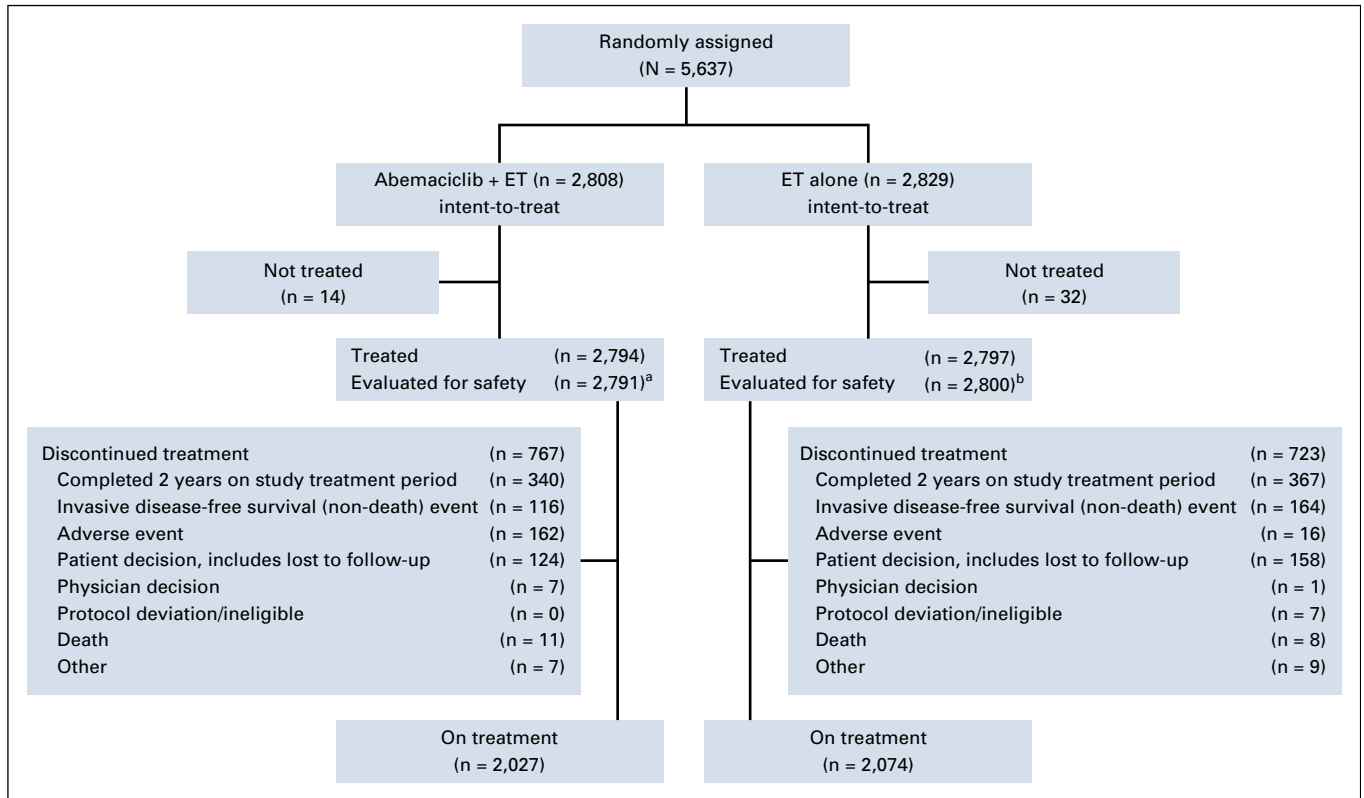 Randomly assigned
(N = 5,637)
Abemaciclib + ET (n = 2,808)
intent-to-treat
ET alone (n = 2,829)
intent-to-treat
Not treated
(n = 14)
Not treated
(n = 32)
Treated (n = 2,794)
Evaluated for safety (n = 2,791)a
Treated (n = 2,797)
Evaluated for safety (n = 2,800)b
Discontinued treatment (n = 767)
Completed 2 years on study treatment period (n = 340)
Invasive disease-free survival (non-death) event (n = 116)
Adverse event (n = 162)
Patient decision, includes lost to follow-up (n = 124)
Physician decision (n = 7)
Protocol deviation/ineligible (n = 0)
Death (n = 11)
Other (n = 7)
Discontinued treatment (n = 723)
Completed 2 years on study treatment period (n = 367)
Invasive disease-free survival (non-death) event (n = 164)
Adverse event (n = 16)
Patient decision, includes lost to follow-up (n = 158)
Physician decision (n = 1)
Protocol deviation/ineligible (n = 7)
Death (n = 8)
Other (n = 9)
On treatment
(n = 2,027)
On treatment
(n = 2,074)